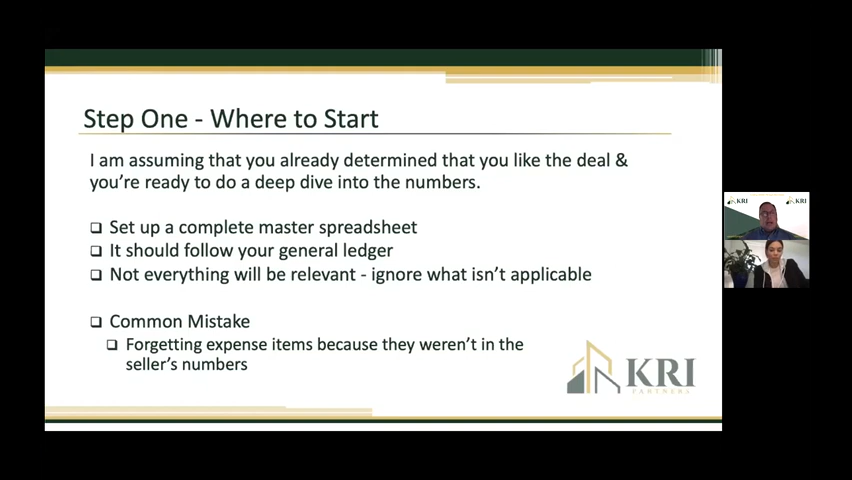 Step One - Where to Start
I am assuming that you already determined that you like the deal &
you’re ready to do a deep dive into the numbers.
Set up a complete master spreadsheet
It should follow your general ledger
Not everything will be relevant - ignore what isn’t applicable
Common Mistake
Forgetting expense items because they weren’t in the
seller’s numbers
KRI
PARTNERS
KRI
KRI